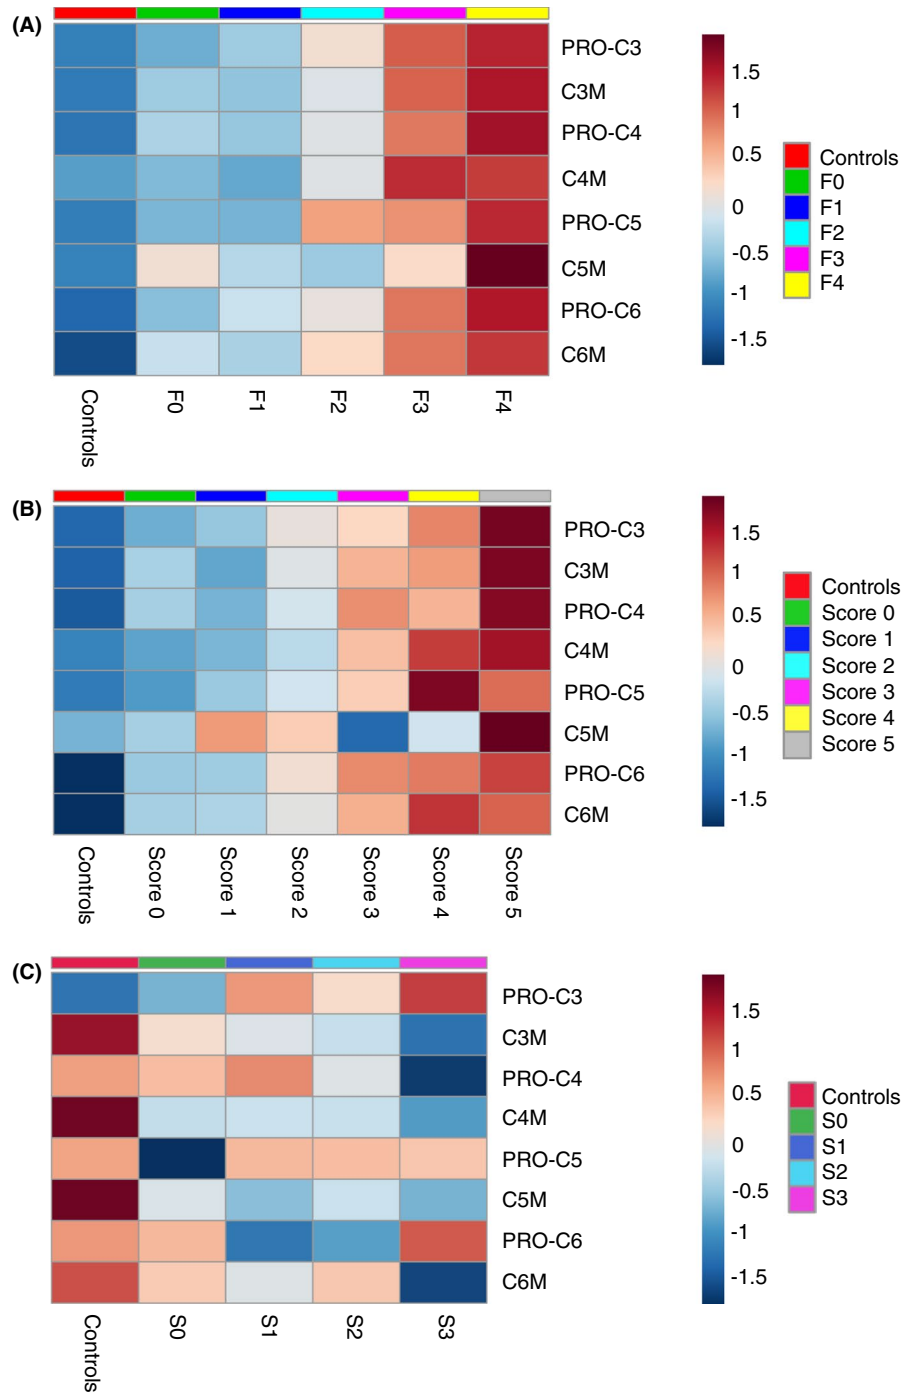 (A)
PRO-C3
C3M
PRO-C4
C4M
PRO-C5
C5M
PRO-C6
C6M
Controls
F0
F1
F2
F3
F4
1.5
1
0.5
0
-0.5
-1
-1.5
Controls
F0
F1
F2
F3
F4
(B)
PRO-C3
C3M
PRO-C4
C4M
PRO-C5
C5M
PRO-C6
C6M
Controls
Score 0
Score 1
Score 2
Score 3
Score 4
Score 5
1.5
1
0.5
0
-0.5
-1
-1.5
Controls
Score 0
Score 1
Score 2
Score 3
Score 4
Score 5
(C)
PRO-C3
C3M
PRO-C4
C4M
PRO-C5
C5M
PRO-C6
C6M
Controls
S0
S1
S2
S3
1.5
1
0.5
0
-0.5
-1
-1.5
Controls
S0
S1
S2
S3